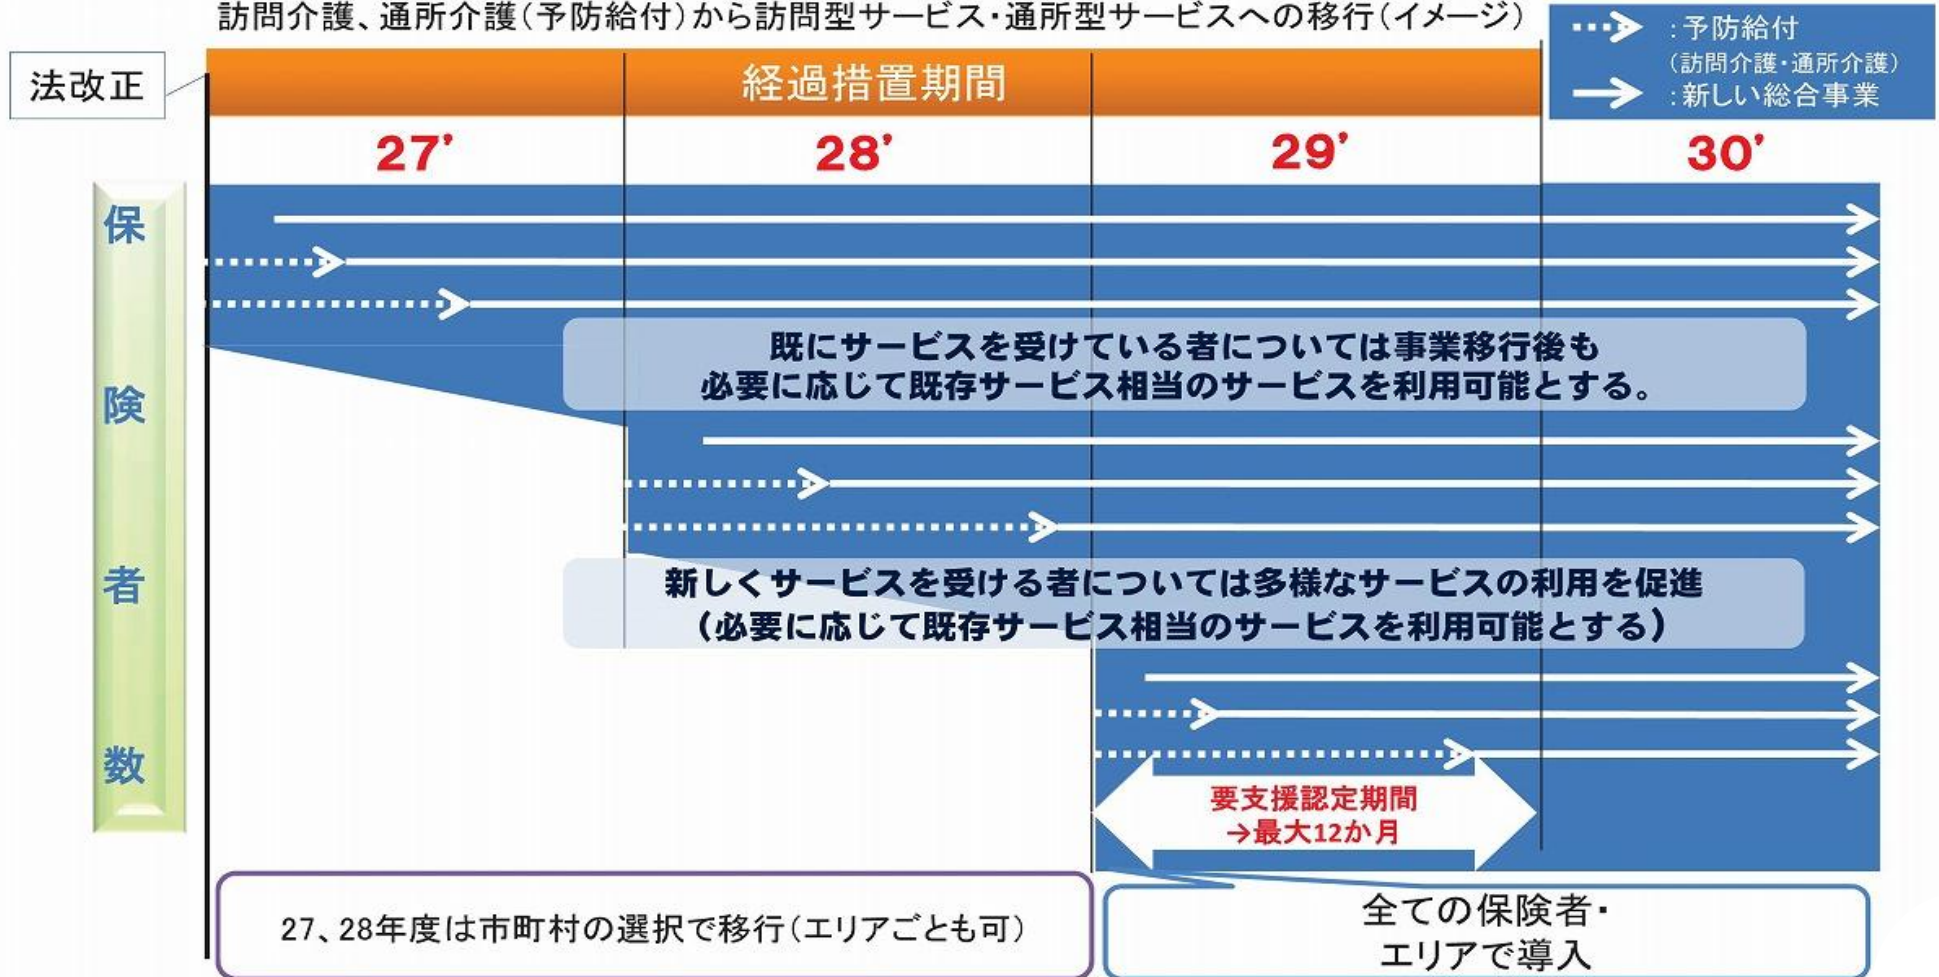 訪問介護、通所介護(予防給付)から訪問型サービス・通所型サービスへの移行(イメージ)
:予防給付
(訪問介護・通所介護)
:新しい総合事業
法改正
経過措置期間
27’
28’
29’
30’
保険者数
既にサービスを受けている者については事業移行後も
必要に応じて既存サービス相当のサービスを利用可能とする。
新しくサービスを受ける者については多様なサービスの利用を促進
(必要に応じて既存サービス相当のサービスを利用可能とする)
要支援認定期間
→最大12か月
27、28年度は市町村の選択で移行(エリアごとも可)
全ての保険者・
エリアで導入